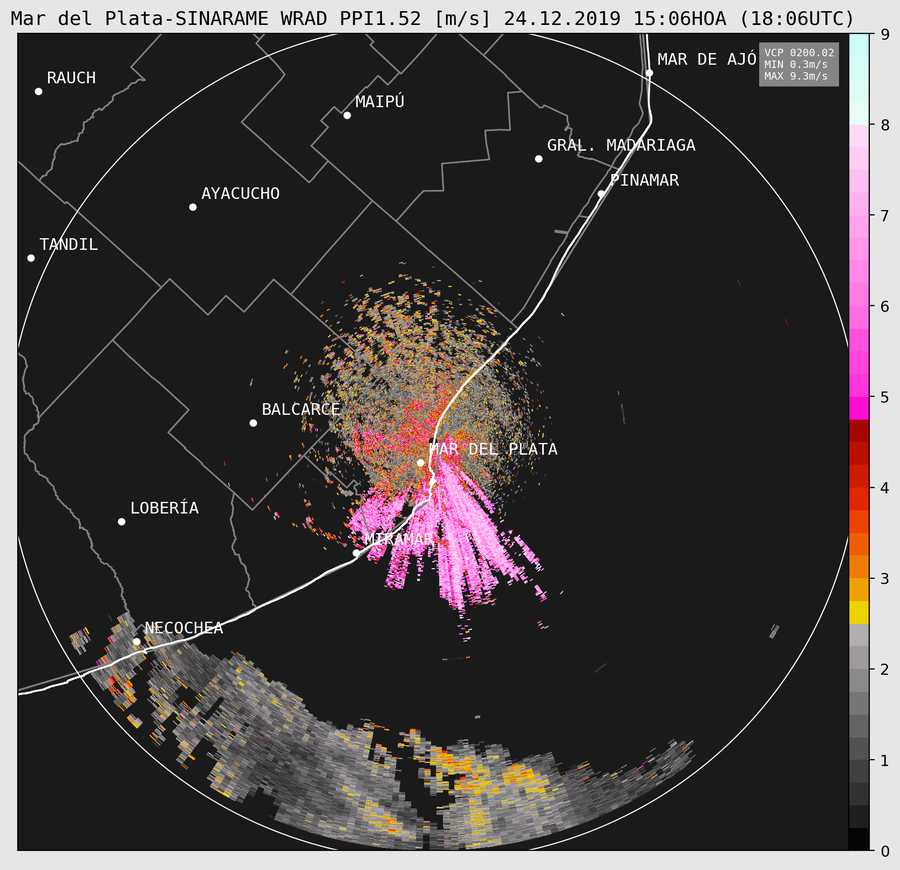 Mar del Plata-SINARAME WRAD PPI1.52 [m/s] 24.12.2019 15:06HOA (18:06UTC)
VCP 0200.02
MIN 0.3m/s
MAX 9.3m/s
MAR DE AJÓ
RAUCH
MAIPÚ
GRAL. MADARIAGA
PINAMAR
AYACUCHO
TANDIL
BALCARCE
MAR DEL PLATA
LOBERÍA
MIRAMAR
NECOCHEA
9
8
7
6
5
4
3
2
1
0